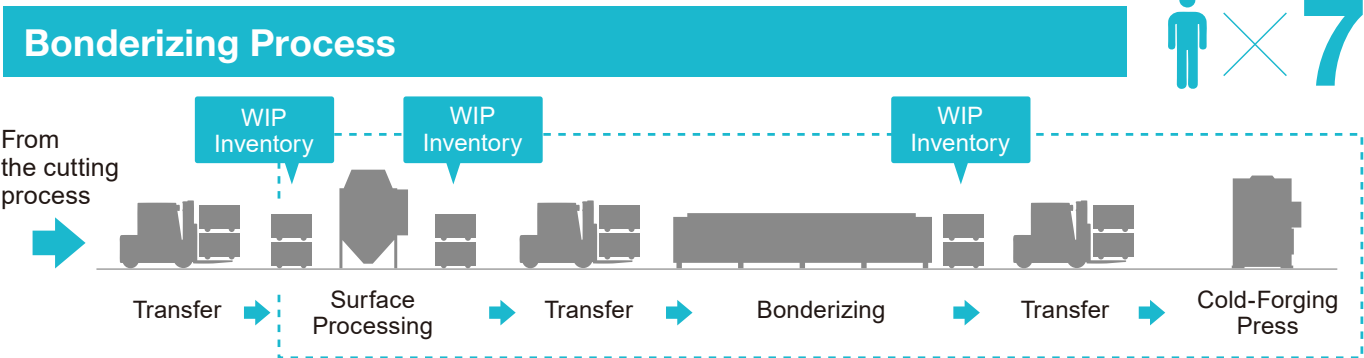 Bonderizing Process
7
WIP
Inventory
WIP
Inventory
WIP
Inventory
From
the cutting
process
Transfer
Surface
Processing
Transfer
Bonderizing
Transfer
Cold-Forging
Press